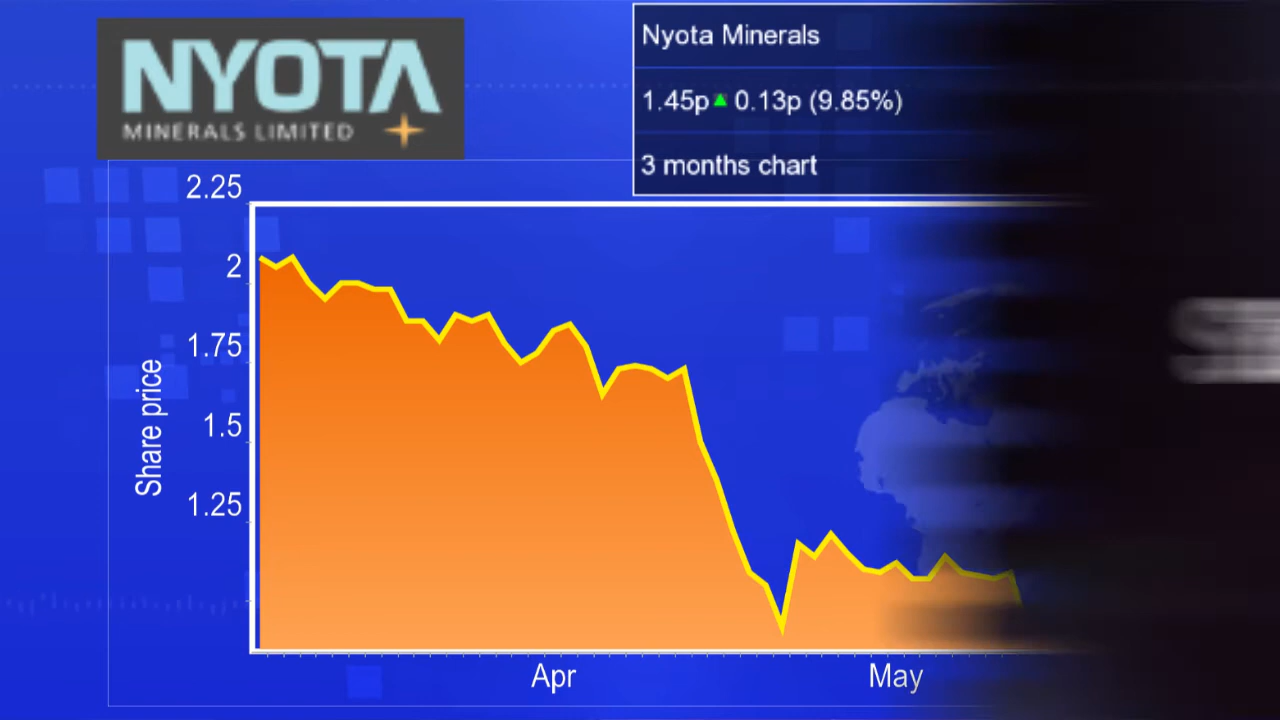 NYOTA
MINERALS LIMITED
Nyota Minerals
1.45p 0.13p (9.85%)
3 months chart
2.25
2
1.75
1.5
1.25
Share price
Apr
May